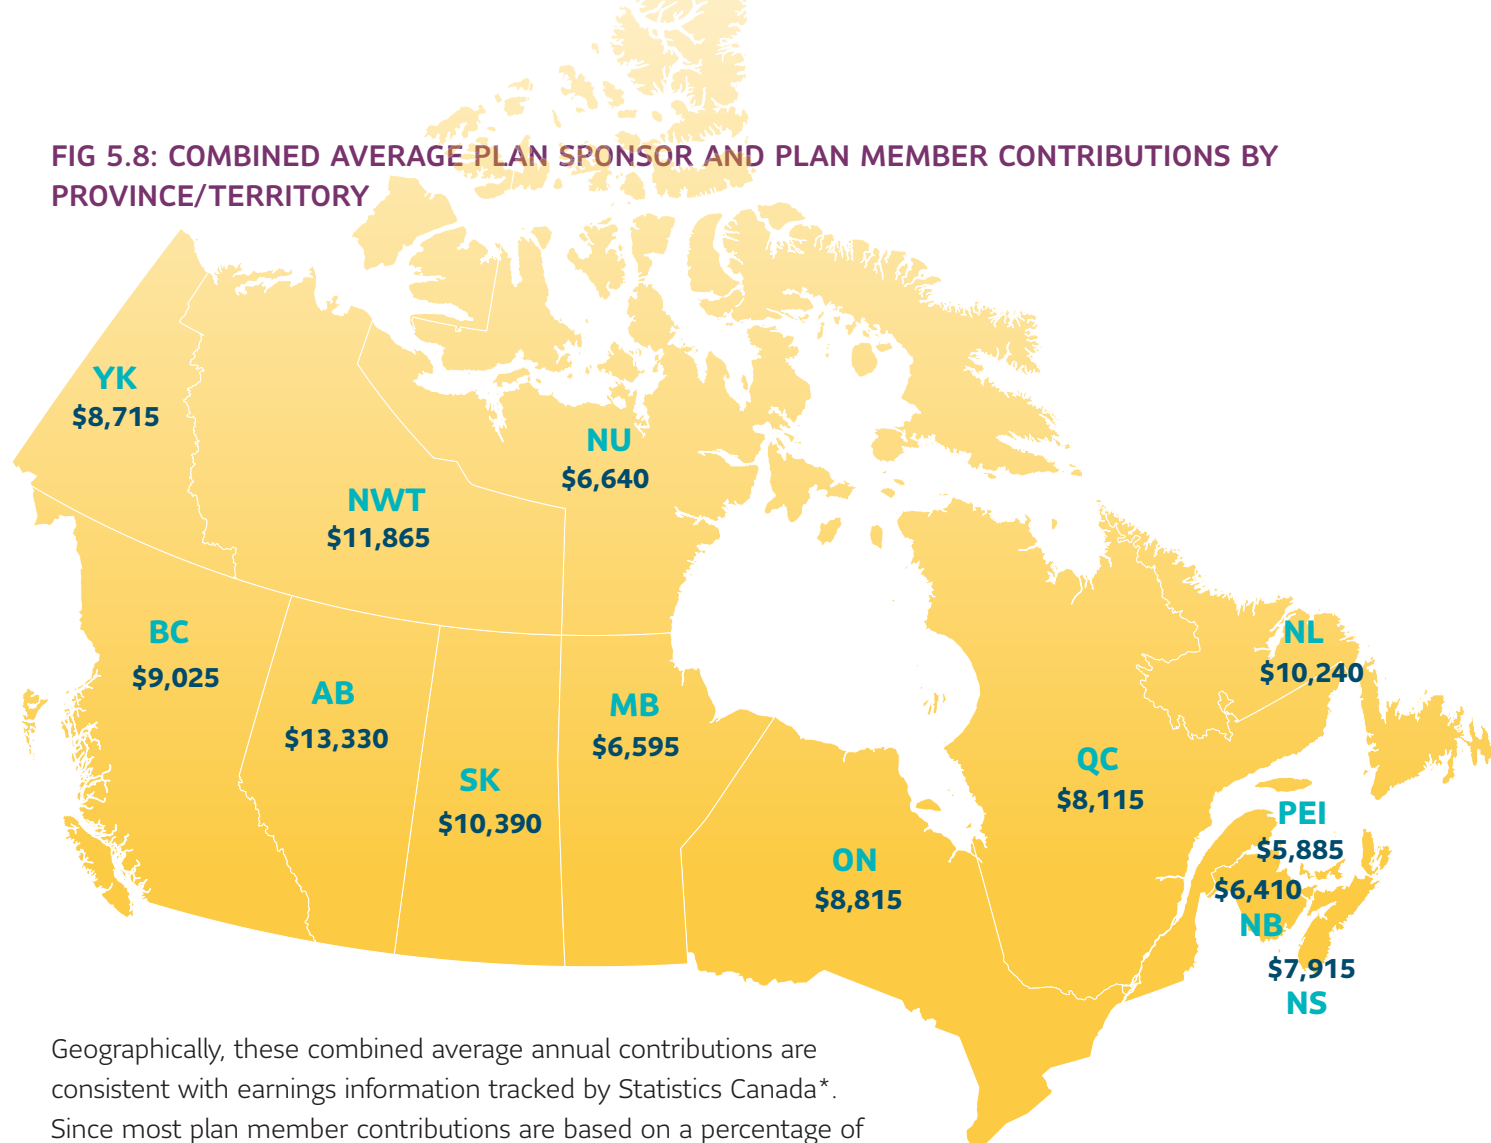 FIG 5.8: COMBINED AVERAGE PLAN SPONSOR AND PLAN MEMBER CONTRIBUTIONS BY
PROVINCE/TERRITORY
YK
$8,715
NU
$6,640
NWT
$11,865
BC
$9,025
NL
$10,240
AB
$13,330
MB
$6,595
SK
$10,390
QC
$8,115
PEI
$5,885
ON
$8,815
$6,410
NB
$7,915
NS
Geographically, these combined average annual contributions are
consistent with earnings information tracked by Statistics Canada*.
Since most plan member contributions are based on a percentage of